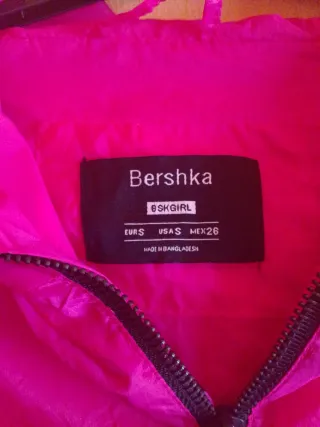 Bershka
BSKGIRL
EUR S USA S MEX 26
MADE IN BANGLADESH